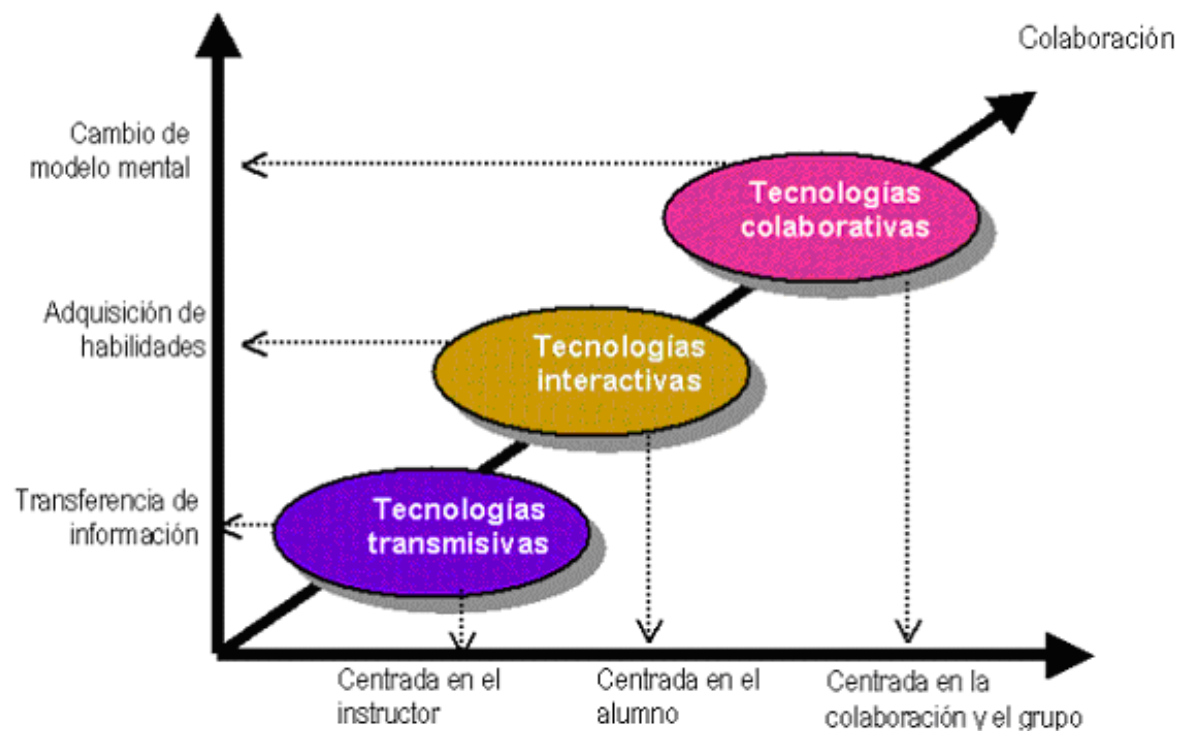 Colaboración
Cambio de
modelo mental
Tecnologías
colaborativas
Adquisición de
habilidades
Tecnologías
interactivas
Transferencia de
información
Tecnologías
transmisivas
Centrada en el
instructor
Centrada en el
alumno
Centrada en la
colaboración y el grupo